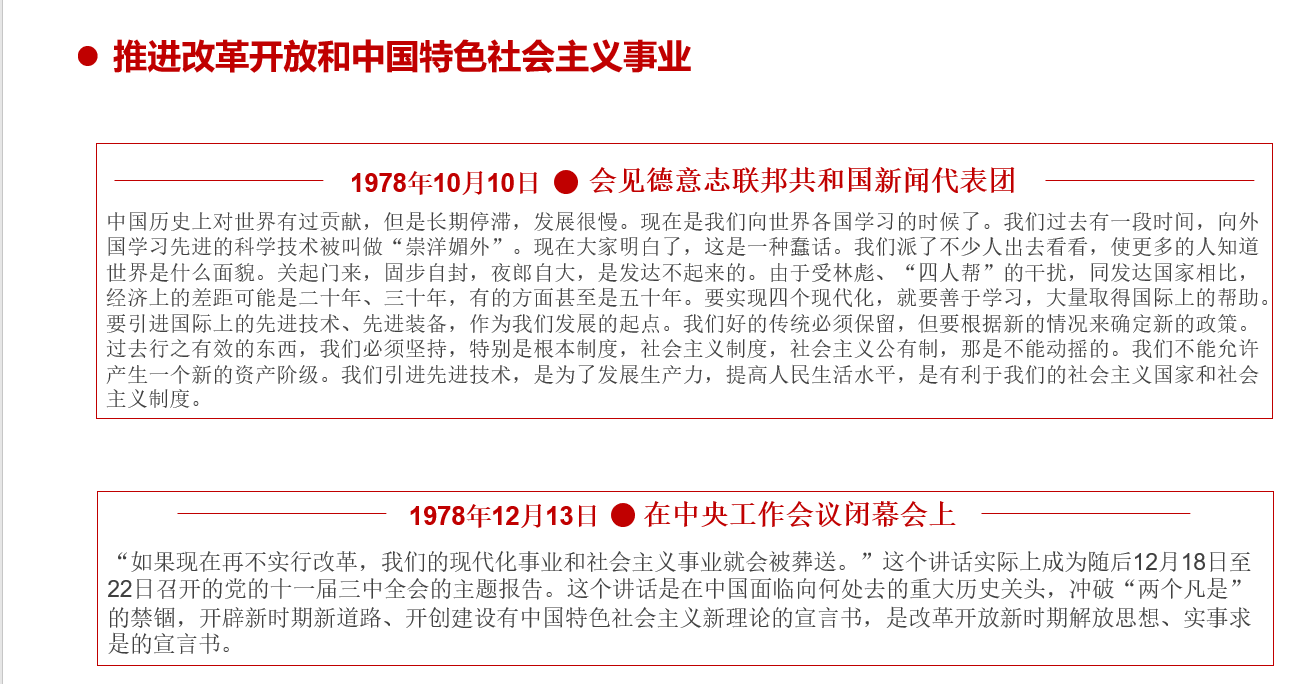 ● 推进改革开放和中国特色社会主义事业
1978年10月10日 ● 会见德意志联邦共和国新闻代表团
中国历史上对世界有过贡献，但是长期停滞，发展很慢。现在是我们向世界各国学习的时候了。我们过去有一段时间，向外
国学习先进的科学技术被叫做“崇洋媚外”。现在大家明白了，这是一种蠢话。我们派了不少人出去看看，使更多的人知道
世界是什么面貌。关起门来，固步自封，夜郎自大，是发达不起来的。由于受林彪、“四人帮”的干扰，同发达国家相比，
经济上的差距可能是二十年、三十年，有的方面甚至是五十年。要实现四个现代化，就要善于学习，大量取得国际上的帮助。
要引进国际上的先进技术、先进装备，作为我们发展的起点。我们好的传统必须保留，但要根据新的情况来确定新的政策。
过去行之有效的东西，我们必须坚持，特别是根本制度，社会主义制度，社会主义公有制，那是不能动摇的。我们不能允许
产生一个新的资产阶级。我们引进先进技术，是为了发展生产力，提高人民生活水平，是有利于我们的社会主义国家和社会
主义制度。
1978年12月13日 ● 在中央工作会议闭幕会上
“如果现在再不实行改革，我们的现代化事业和社会主义事业就会被葬送。”这个讲话实际上成为随后12月18日至
22日召开的党的十一届三中全会的主题报告。这个讲话是在中国面临向何处去的重大历史关头，冲破“两个凡是”
的禁锢，开辟新时期新道路、开创建设有中国特色社会主义新理论的宣言书，是改革开放新时期解放思想、实事求
是的宣言书。